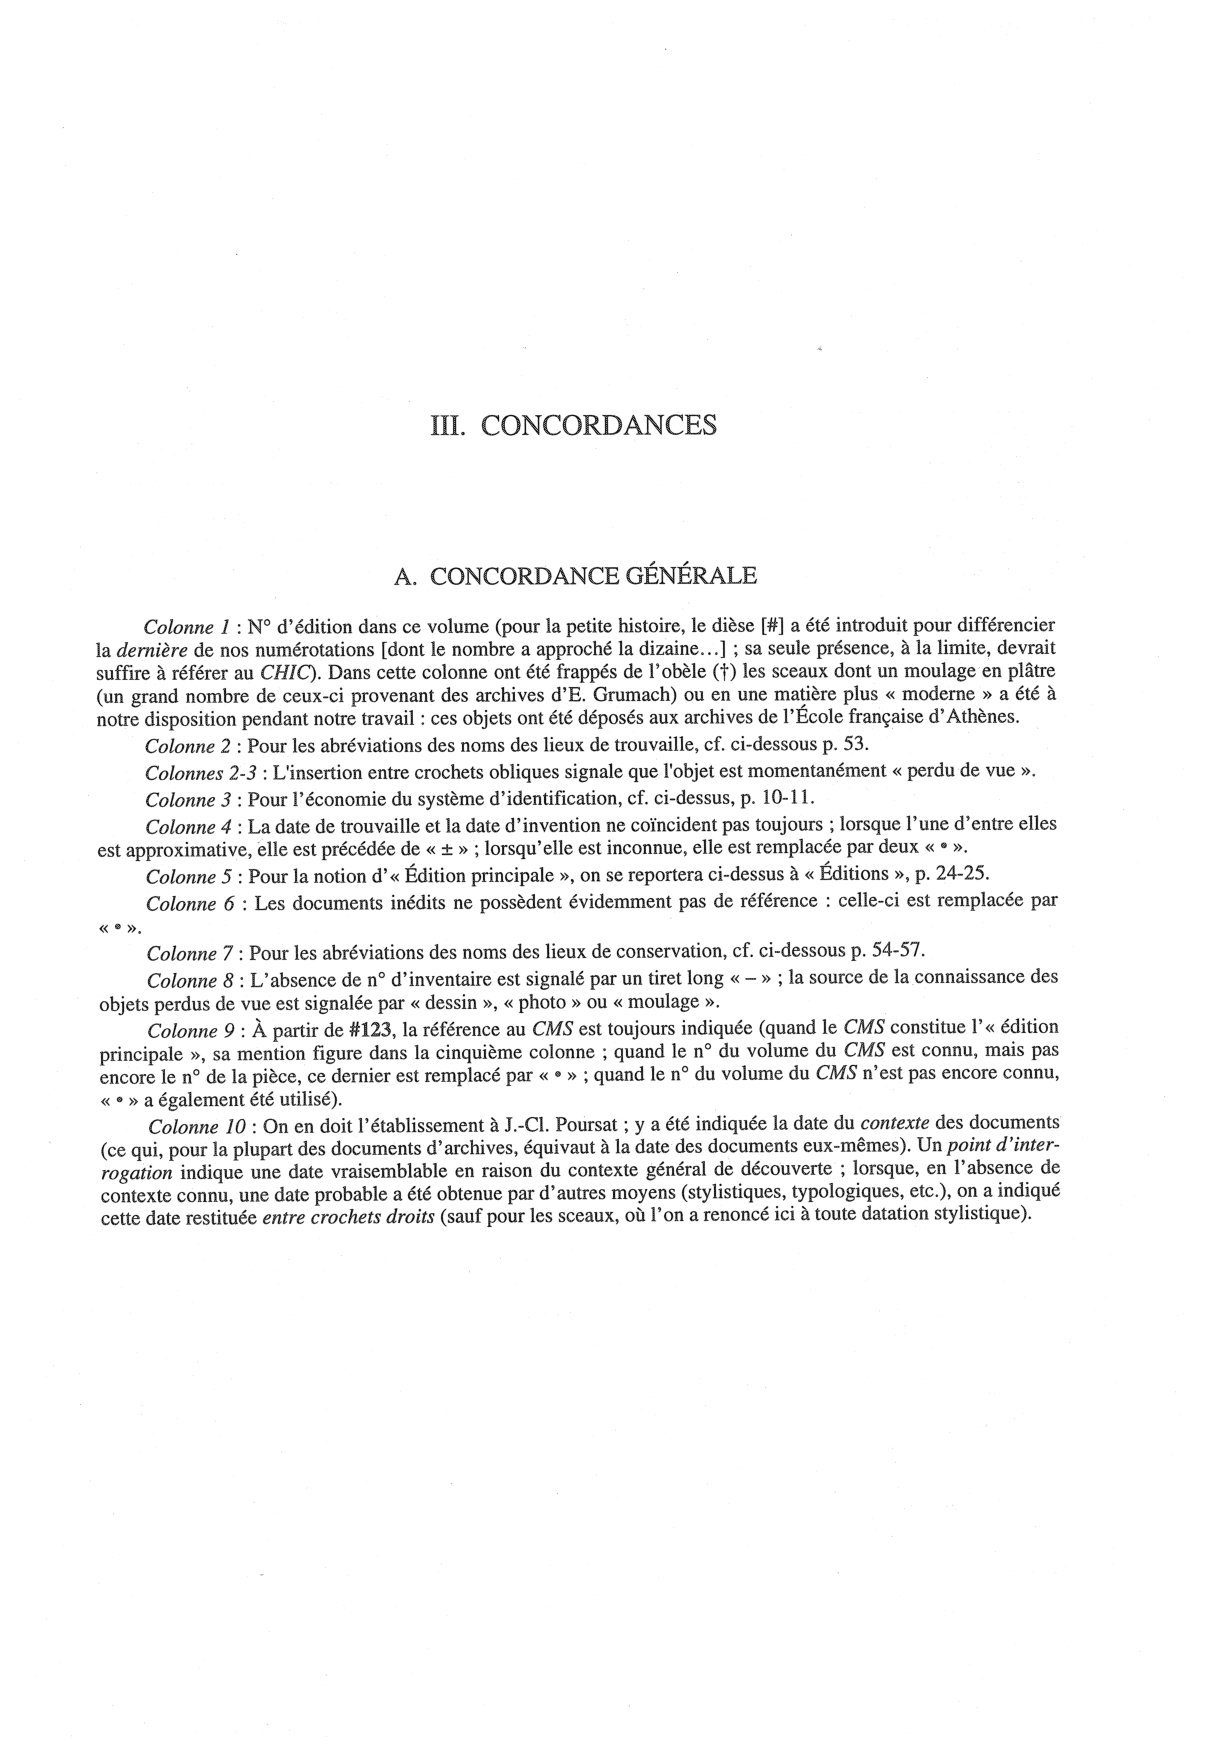 III. CONCORDANCES
A. CONCORDANCE GÉNÉRALE
Colonne 1 : N° d'édition dans ce volume (pour la petite histoire, le dièse [#] a été introduit pour différencier
la dernière de nos numérotations [dont le nombre a approché la dizaine...] ; sa seule présence, à la limite, devrait
suffire à référer au CHIC). Dans cette colonne ont été frappés de l'obèle (†) les sceaux dont un moulage en plâtre
(un grand nombre de ceux-ci provenant des archives d'E. Grumach) ou en une matière plus « moderne » a été à
notre disposition pendant notre travail : ces objets ont été déposés aux archives de l'École française d'Athènes.
Colonne 2 : Pour les abréviations des noms des lieux de trouvaille, cf. ci-dessous p. 53.
Colonnes 2-3 : L'insertion entre crochets obliques signale que l'objet est momentanément « perdu de vue ».
Colonne 3 : Pour l'économie du système d'identification, cf. ci-dessus, p. 10-11.
Colonne 4 : La date de trouvaille et la date d'invention ne coïncident pas toujours ; lorsque l'une d'entre elles
est approximative, elle est précédée de « ± » ; lorsqu'elle est inconnue, elle est remplacée par deux « • ».
Colonne 5 : Pour la notion d'« Édition principale », on se reportera ci-dessus à « Éditions », p. 24-25.
Colonne 6 : Les documents inédits ne possèdent évidemment pas de référence : celle-ci est remplacée par
« • ».
Colonne 7 : Pour les abréviations des noms des lieux de conservation, cf. ci-dessous p. 54-57.
Colonne 8 : L'absence de n° d'inventaire est signalé par un tiret long « – » ; la source de la connaissance des
objets perdus de vue est signalée par « dessin », « photo » ou « moulage ».
Colonne 9 : À partir de #123, la référence au CMS est toujours indiquée (quand le CMS constitue l'« édition
principale », sa mention figure dans la cinquième colonne ; quand le n° du volume du CMS est connu, mais pas
encore le n° de la pièce, ce dernier est remplacé par « • » ; quand le n° du volume du CMS n'est pas encore connu,
« • » a également été utilisé).
Colonne 10 : On en doit l'établissement à J.-Cl. Poursat ; y a été indiquée la date du contexte des documents
(ce qui, pour la plupart des documents d'archives, équivaut à la date des documents eux-mêmes). Un point d'inter-
rogation indique une date vraisemblable en raison du contexte général de découverte ; lorsque, en l'absence de
contexte connu, une date probable a été obtenue par d'autres moyens (stylistiques, typologiques, etc.), on a indiqué
cette date restituée entre crochets droits (sauf pour les sceaux, où l'on a renoncé ici à toute datation stylistique).